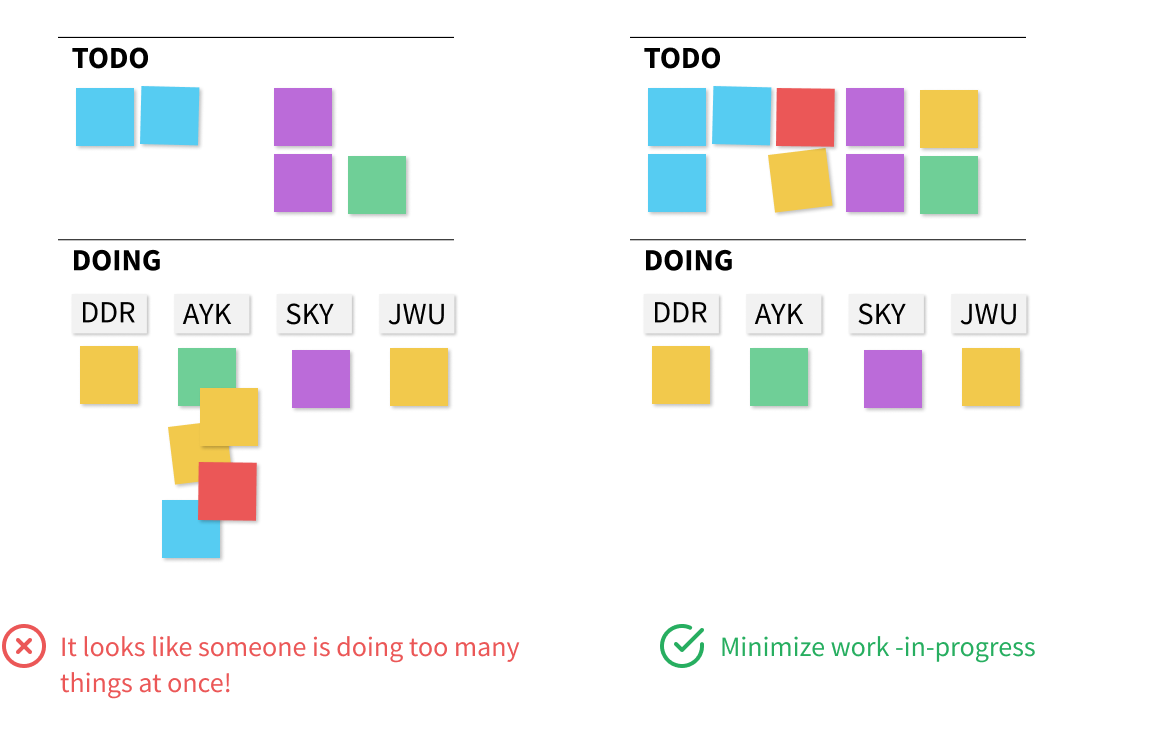 TODO
DOING
DDR
AYK
SKY
JWU
It looks like someone is doing too many
things at once!
TODO
DOING
DDR
AYK
SKY
JWU
Minimize work -in-progress